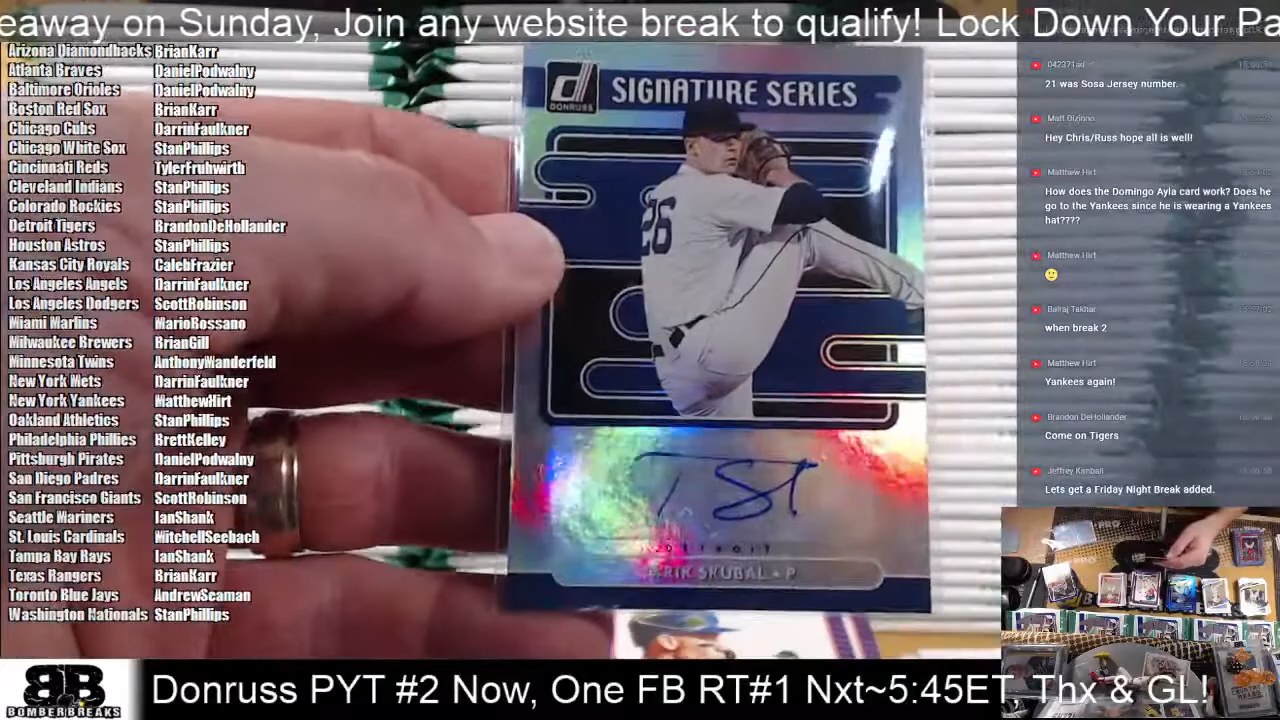 eaway on Sunday, Join any website break to qualify! Lock Down Your Pa
Arizona Diamondbacks BrianKarr
Atlanta Braves DanielPodwalny
Baltimore Orioles DanielPodwalny
Boston Red Sox BrianKarr
Chicago Cubs DarrinFaulkner
Chicago White Sox StanPhillips
Cincinnati Reds TylerFruhwirth
Cleveland Indians StanPhillips
Colorado Rockies StanPhillips
Detroit Tigers BrandonDeHollander
Houston Astros StanPhillips
Kansas City Royals CalebFrazier
Los Angeles Angels DarrinFaulkner
Los Angeles Dodgers ScottRobinson
Miami Marlins MarioRossano
Milwaukee Brewers BrianGill
Minnesota Twins AnthonyWanderfeld
New York Mets DarrinFaulkner
New York Yankees MatthewHirt
Oakland Athletics StanPhillips
Philadelphia Phillies BrettKelley
Pittsburgh Pirates DanielPodwalny
San Diego Padres DarrinFaulkner
San Francisco Giants ScottRobinson
Seattle Mariners IanShank
St. Louis Cardinals MitchellSeebach
Tampa Bay Rays IanShank
Texas Rangers BrianKarr
Toronto Blue Jays AndrewSeaman
Washington Nationals StanPhillips
d
DONRUSS
SIGNATURE SERIES
26
DETROIT
SKUBAL • P
21 was Sosa Jersey number.
Matt
Hey Chris/Russ hope all is well!
Matthew Hirt
How does the Domingo Ayla card work? Does he
go to the Yankees since he is wearing a Yankees
hat????
Matthew Hirt
when break 2
Matthew Hirt
Yankees again!
Brandon DeHollander
Come on Tigers
Jeffrey Kimball
Lets get a Friday Night Break added.
BB
BOMBERBREAKS
Donruss PYT #2 Now, One FB RT#1 Nxt~5:45ET. Thx & GL!